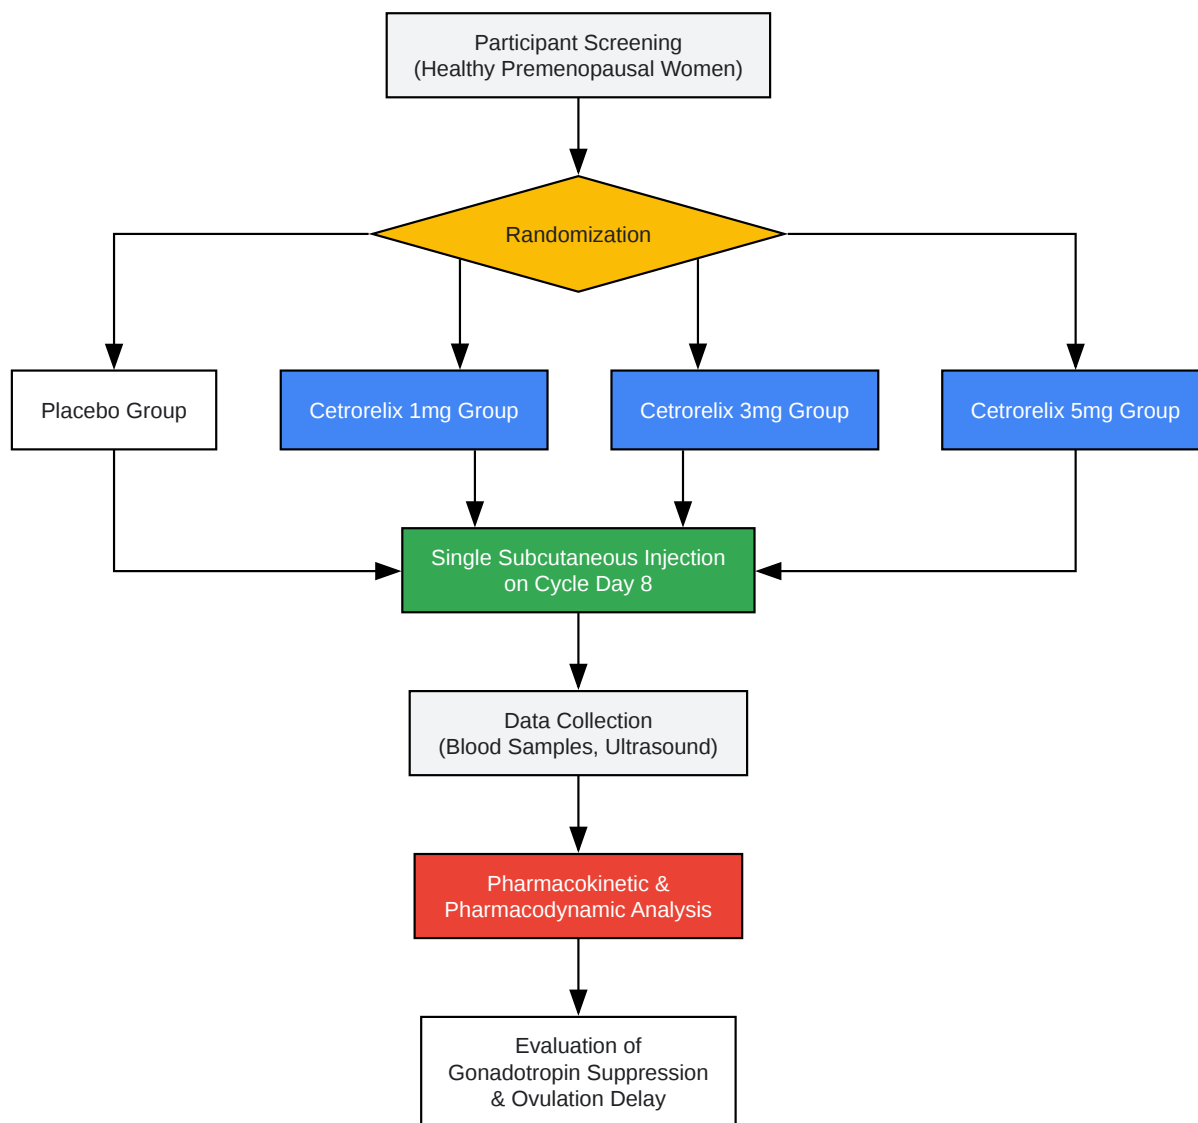 Participant Screening
(Healthy Premenopausal Women)
Randomization
Placebo Group
Cetrorelix 1mg Group
Cetrorelix 3mg Group
Cetrorelix 5mg Group
Single Subcutaneous Injection
on Cycle Day 8
Data Collection
(Blood Samples, Ultrasound)
Pharmacokinetic &
Pharmacodynamic Analysis
Evaluation of
Gonadotropin Suppression
& Ovulation Delay